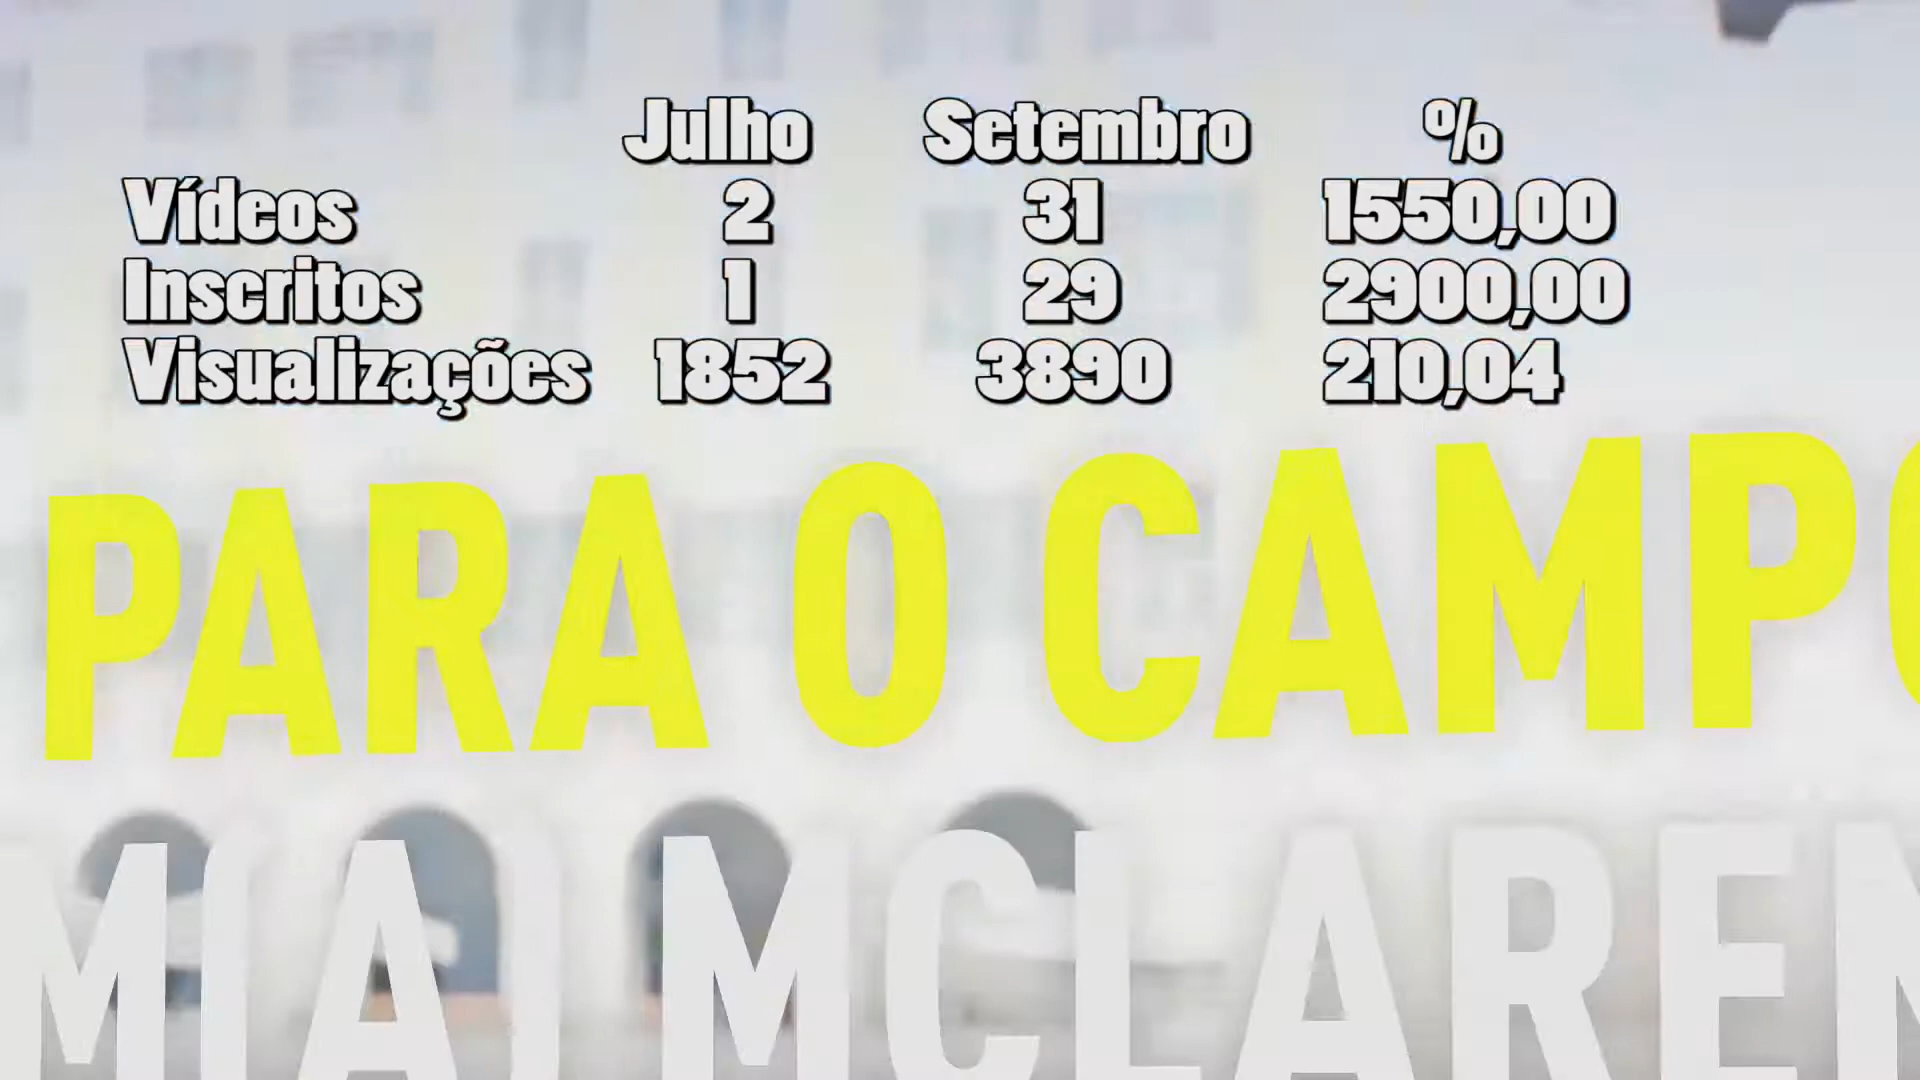 Julho Setembro %
Vídeos 2 31 1550,00
Inscritos 1 29 2900,00
Visualizações 1852 3890 210,04
PARA O CAMPO
M(A) MCLAREN